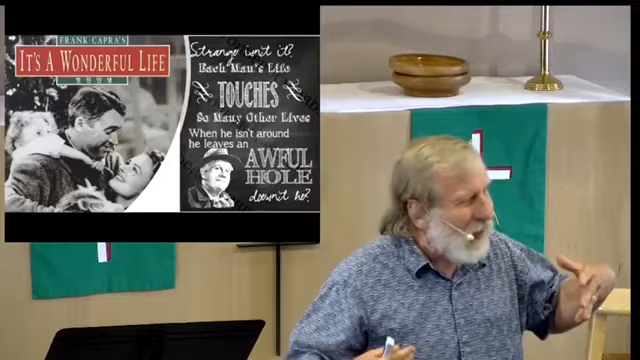 FRANK CAPRA'S
IT'S A WONDERFUL LIFE
Strange isn't it?
Each Man's Life
TOUCHES
So Many Other Lives
When he isn't around
he leaves an
AWFUL
HOLE
doesn't he?